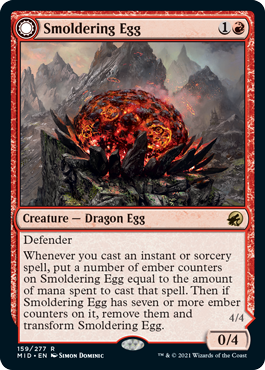 Smoldering Egg 1
Creature — Dragon Egg
Defender
Whenever you cast an instant or sorcery
spell, put a number of ember counters
on Smoldering Egg equal to the amount
of mana spent to cast that spell. Then if
Smoldering Egg has seven or more ember
counters on it, remove them and
transform Smoldering Egg.
4/4
0/4
159/277 R
MID • EN SIMON DOMINIC
™ & © 2021 Wizards of the Coast